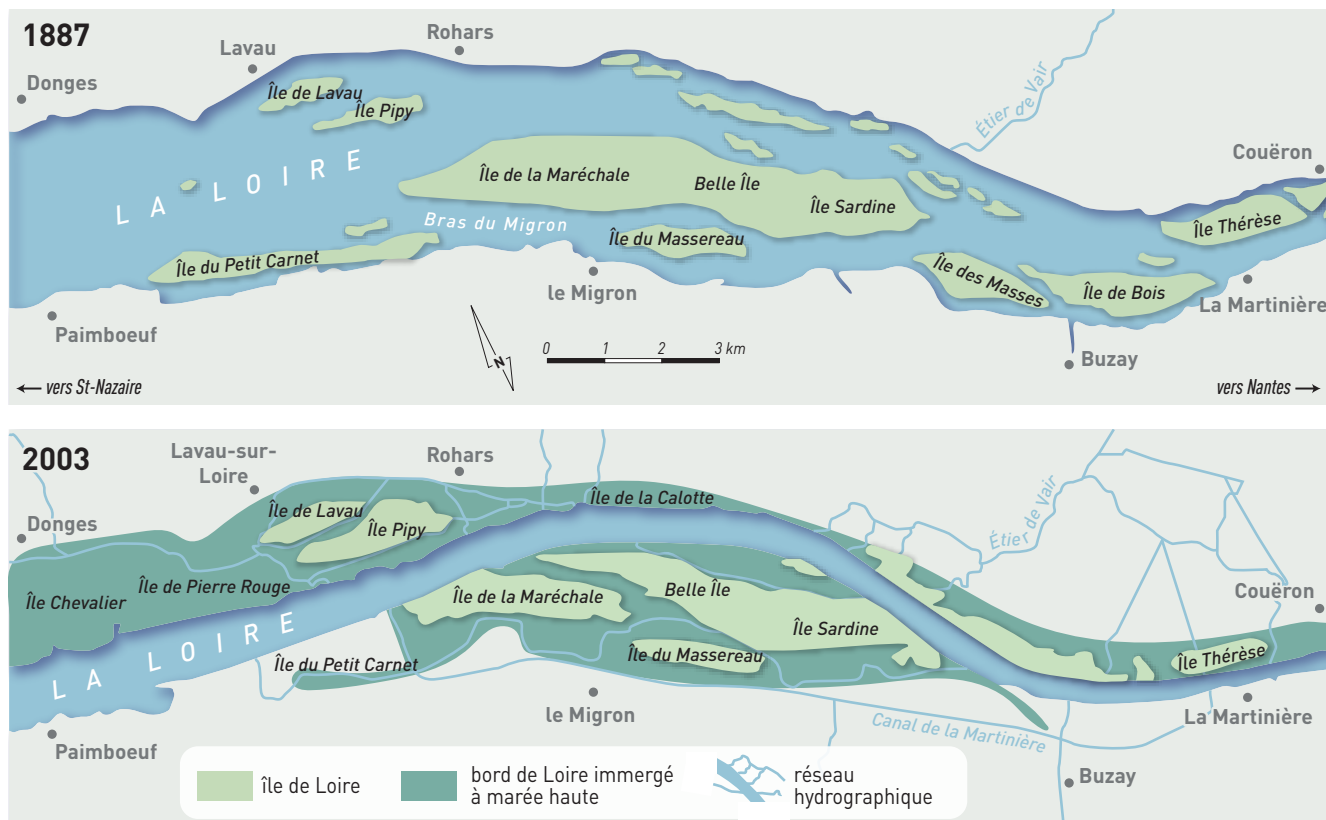 1887
Rohars
Lavau
Donges
Île de Lavau
Île Pipy
Étier de Vair
Couëron
LA LOIRE
Île de la Maréchale
Belle Île
Île Sardine
Île Thérèse
Bras du Migron
Île du Massereau
Île du Petit Carnet
Île des Masses
Île de Bois
le Migron
La Martinière
Paimboeuf
N
0 1 2 3 km
Buzay
← vers St-Nazaire
vers Nantes →
2003
Lavau-sur-
Loire
Rohars
Donges
Île de Lavau
Île Pipy
Île de la Calotte
Étier de Vair
Île de Pierre Rouge
Île Chevalier
Couëron
Île de la Maréchale
Belle Île
Île Sardine
LA LOIRE
Île du Petit Carnet
Île du Massereau
Île Thérèse
le Migron
La Martinière
Canal de la Martinière
Paimboeuf
Buzay
île de Loire
bord de Loire immergé
à marée haute
réseau
hydrographique